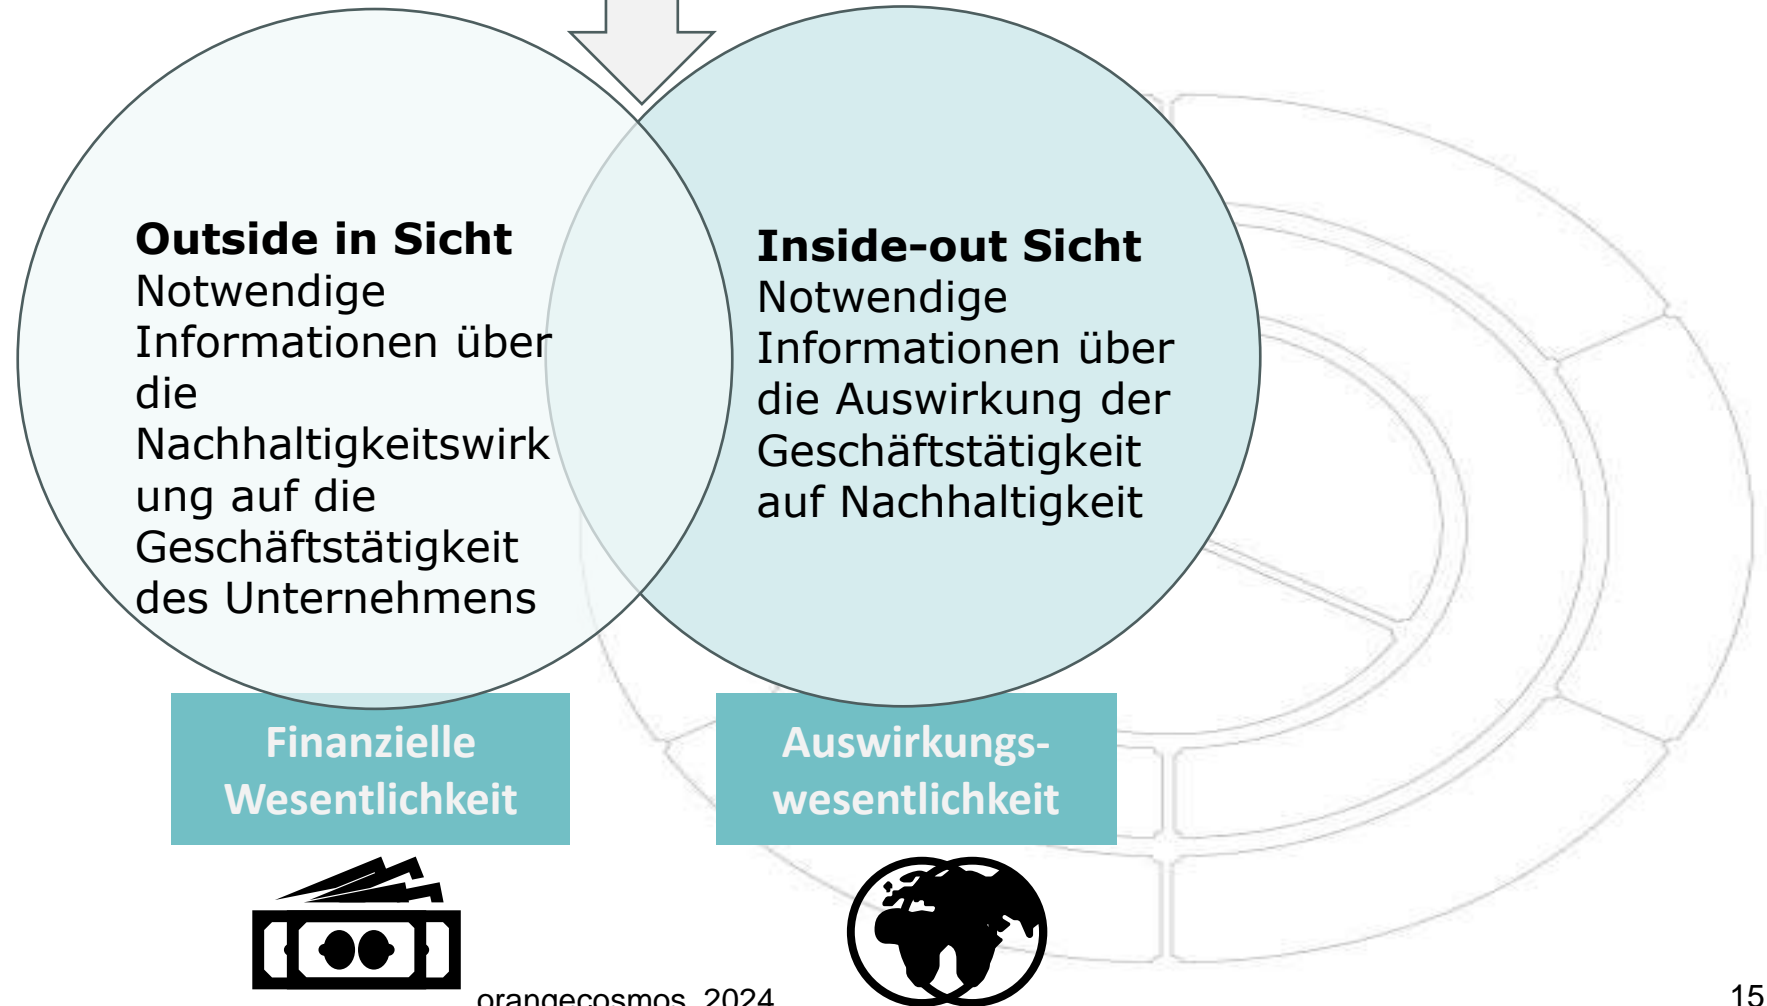 Outside in Sicht
Notwendige
Informationen über
die
Nachhaltigkeitswirk
ung auf die
Geschäftstätigkeit
des Unternehmens
Inside-out Sicht
Notwendige
Informationen über
die Auswirkung der
Geschäftstätigkeit
auf Nachhaltigkeit
Finanzielle
Wesentlichkeit
Auswirkungs-
wesentlichkeit
orangecosmos, 2024
15